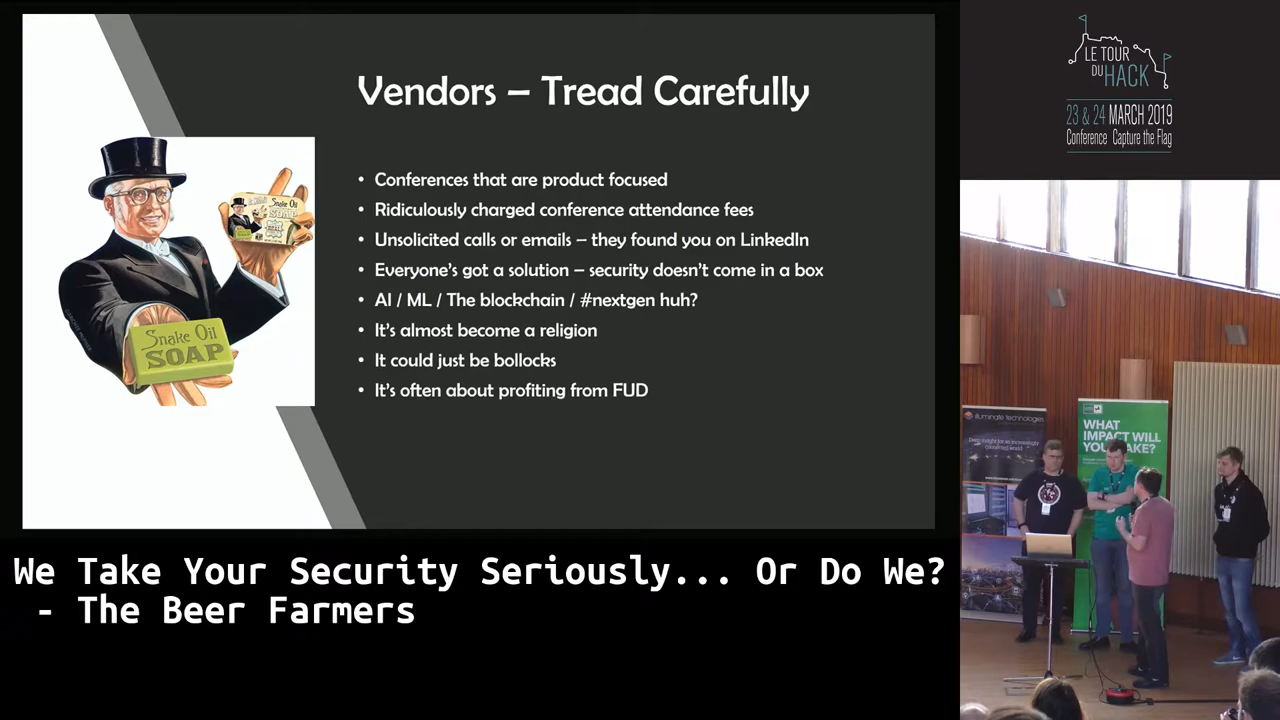 Vendors – Tread Carefully
• Conferences that are product focused
• Ridiculously charged conference attendance fees
• Unsolicited calls or emails – they found you on LinkedIn
• Everyone's got a solution – security doesn't come in a box
• AI / ML / The blockchain / #nextgen huh?
• It's almost become a religion
• It could just be bollocks
• It's often about profiting from FUD
Snake Oil
SOAP
Snake Oil
SOAP
We Take Your Security Seriously... Or Do We?
- The Beer Farmers
LE TOUR
DU HACK
23 & 24 MARCH 2019
Conference Capture the Flag
illuminate technologies
WHAT
IMPACT WILL
YOU MAKE?